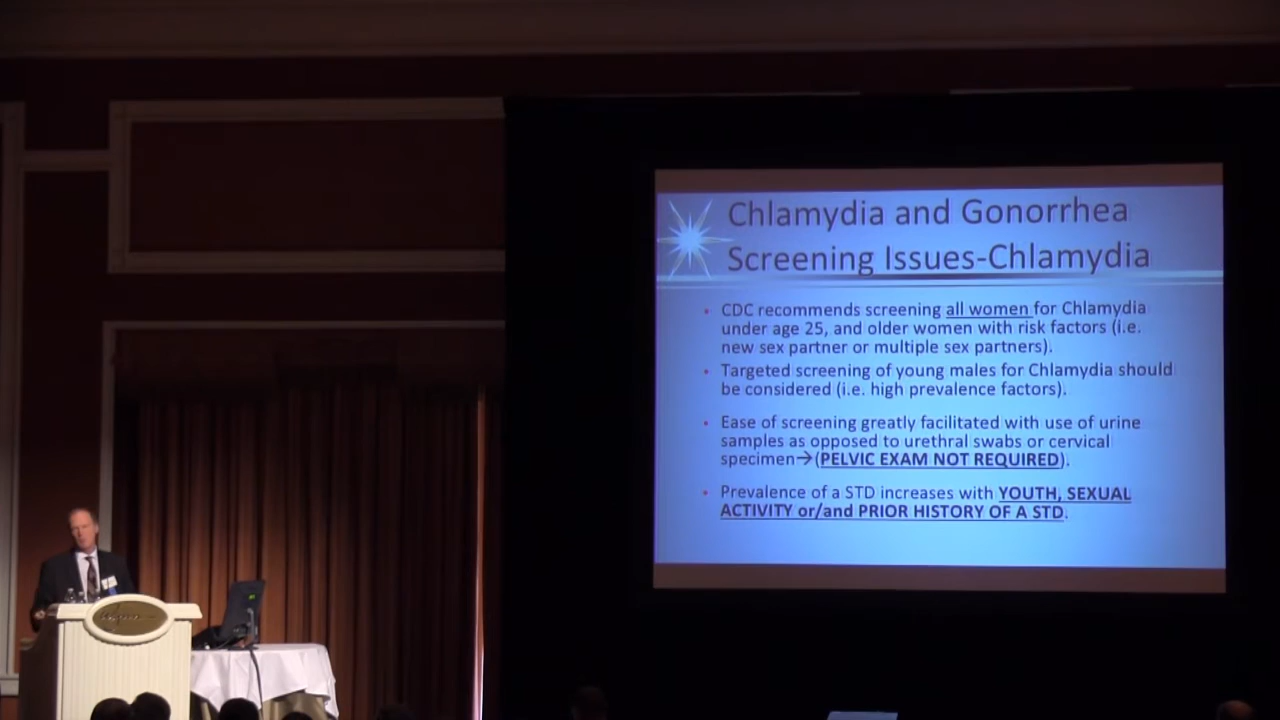 Chlamydia and Gonorrhea
Screening Issues-Chlamydia
• CDC recommends screening all women for Chlamydia
under age 25, and older women with risk factors (i.e.
new sex partner or multiple sex partners).
• Targeted screening of young males for Chlamydia should
be considered (i.e. high prevalence factors).
• Ease of screening greatly facilitated with use of urine
samples as opposed to urethral swabs or cervical
specimen→(PELVIC EXAM NOT REQUIRED).
• Prevalence of a STD increases with YOUTH, SEXUAL
ACTIVITY or/and PRIOR HISTORY OF A STD.